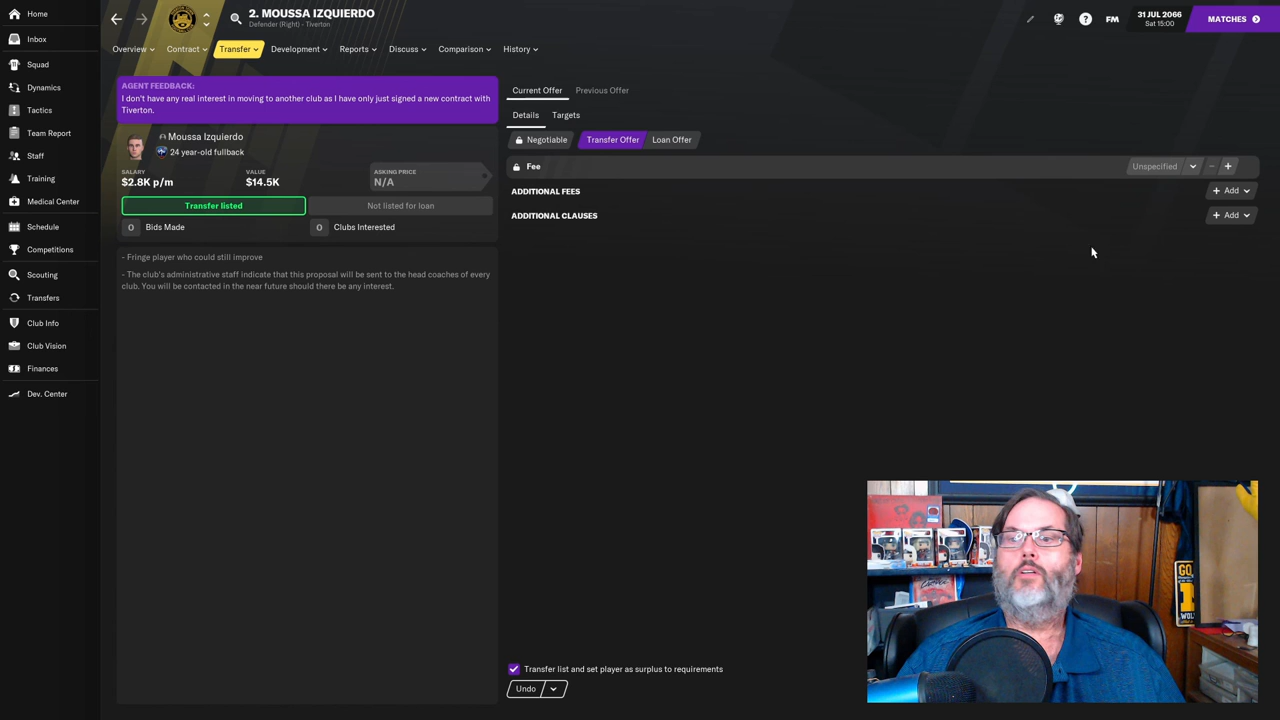 Home
Inbox
Squad
Dynamics
Tactics
Team Report
Staff
Training
Medical Center
Schedule
Competitions
Scouting
Transfers
Club Info
Club Vision
Finances
Dev. Center
2. MOUSSA IZQUIERDO
Defender (Right) - Tiverton
FM
31 JUL 2066
Sat 15:00
MATCHES
Overview
Contract
Transfer
Development
Reports
Discuss
Comparison
History
AGENT FEEDBACK:
I don't have any real interest in moving to another club as I have only just signed a new contract with
Tiverton.
Moussa Izquierdo
24 year-old fullback
SALARY
$2.8K p/m
VALUE
$14.5K
ASKING PRICE
N/A
Transfer listed
Not listed for loan
0 Bids Made
0 Clubs Interested
- Fringe player who could still improve
- The club's administrative staff indicate that this proposal will be sent to the head coaches of every
club. You will be contacted in the near future should there be any interest.
Current Offer
Previous Offer
Details
Targets
Negotiable
Transfer Offer
Loan Offer
Fee
Unspecified
ADDITIONAL FEES
+ Add
ADDITIONAL CLAUSES
+ Add
Transfer list and set player as surplus to requirements
Undo
GO